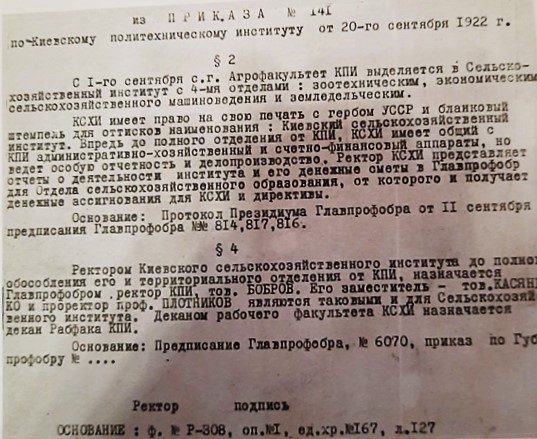 из ПРИКАЗА № 141
по Киевскому политехническому институту от 20-го сентября 1922 г.
§ 2
С I-го сентября с.г. Агрофакультет КПИ выделяется в Сельско-
хозяйственный институт с 4-мя отделами : зоотехническим, экономическим
сельскохозяйственного машиноведения и земледельческим.
КСХИ имеет право на свою печать с гербом УССР и бланковый
штемпель для оттисков наименования : Киевский сельскохозяйственный
институт. Впредь до полного отделения от КПИ, КСХИ имеет общий с
КПИ административно-хозяйственный и счетно-финансовый аппараты, но
ведет особую отчетность и делопроизводство. Ректор КСХИ представляет
отчеты о деятельности института и его денежные сметы в Главпрофобр
для Отдела сельскохозяйственного образования, от которого и получает
денежные ассигнования для КСХИ и директивы.
Основание: Протокол Президиума Главпрофобра от II сентября
предписания Главпрофобра №№ 814,817,816.
§ 4
Ректором Киевского сельскохозяйственного института до полног
обособления его и территориального отделения от КПИ, назначается
Главпрофобром ректор КПИ, тов. БОБРОВ. Его заместитель - тов.КАСЯНЕН
КО и проректор проф. ПЛОТНИКОВ являются таковыми и для Сельскохозяй
венного института. Деканом рабочего факультета КСХИ назначается
декан Рабфака КПИ.
Основание: Предписание Главпрофобра, № 6070, приказ по Губ
профобру № ....
Ректор подпись
ОСНОВАНИЕ : ф. № Р-308, оп.№1, ед.хр.№167, л.127